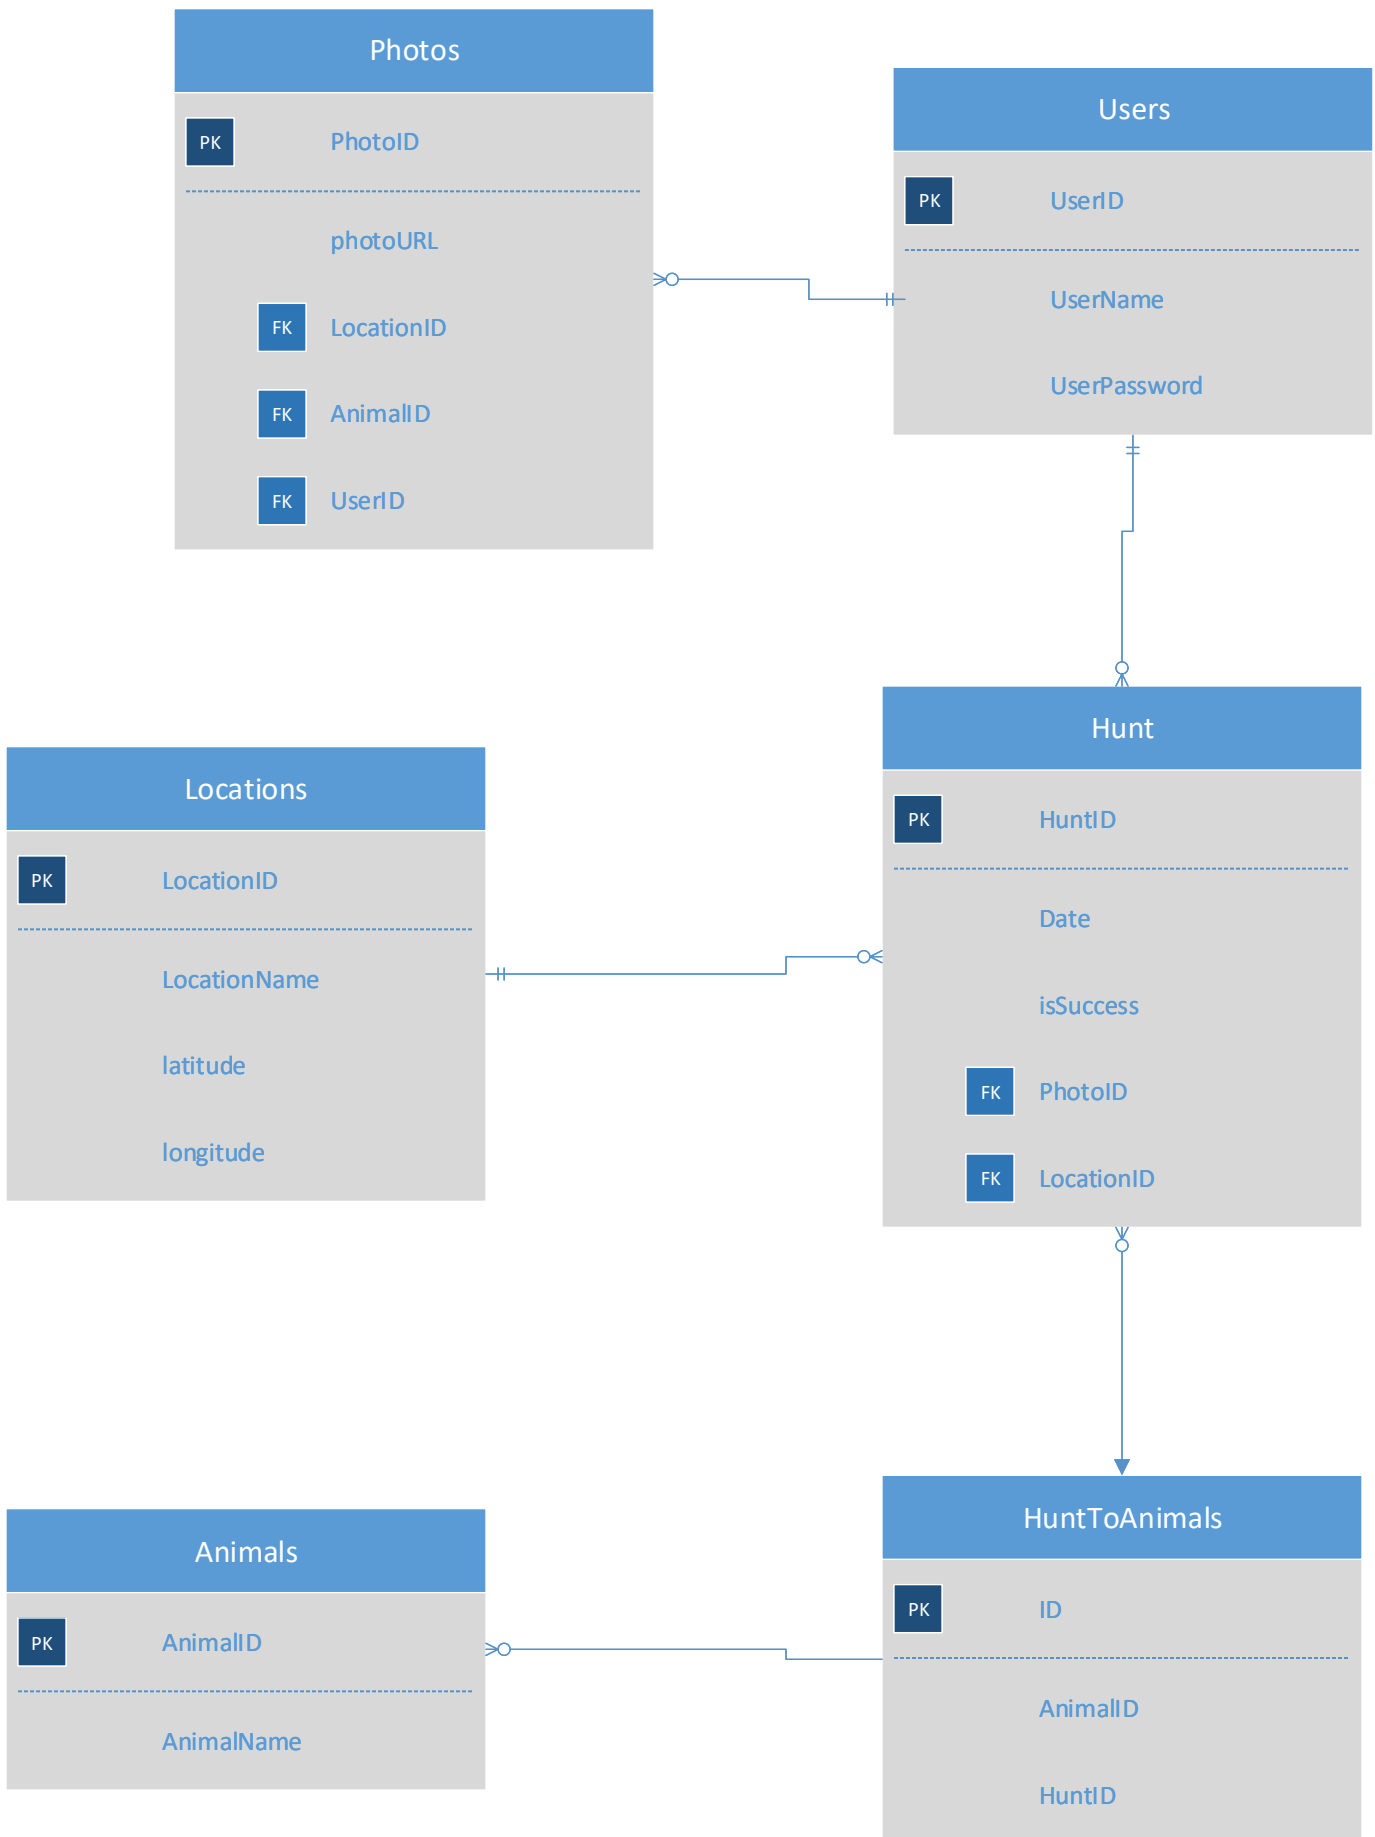 Photos
PK PhotoID
photoURL
FK LocationID
FK AnimalID
FK UserID
Users
PK UserID
UserName
UserPassword
Hunt
PK HuntID
Date
isSuccess
FK PhotoID
FK LocationID
Locations
PK LocationID
LocationName
latitude
longitude
HuntToAnimals
PK ID
AnimalID
HuntID
Animals
PK AnimalID
AnimalName